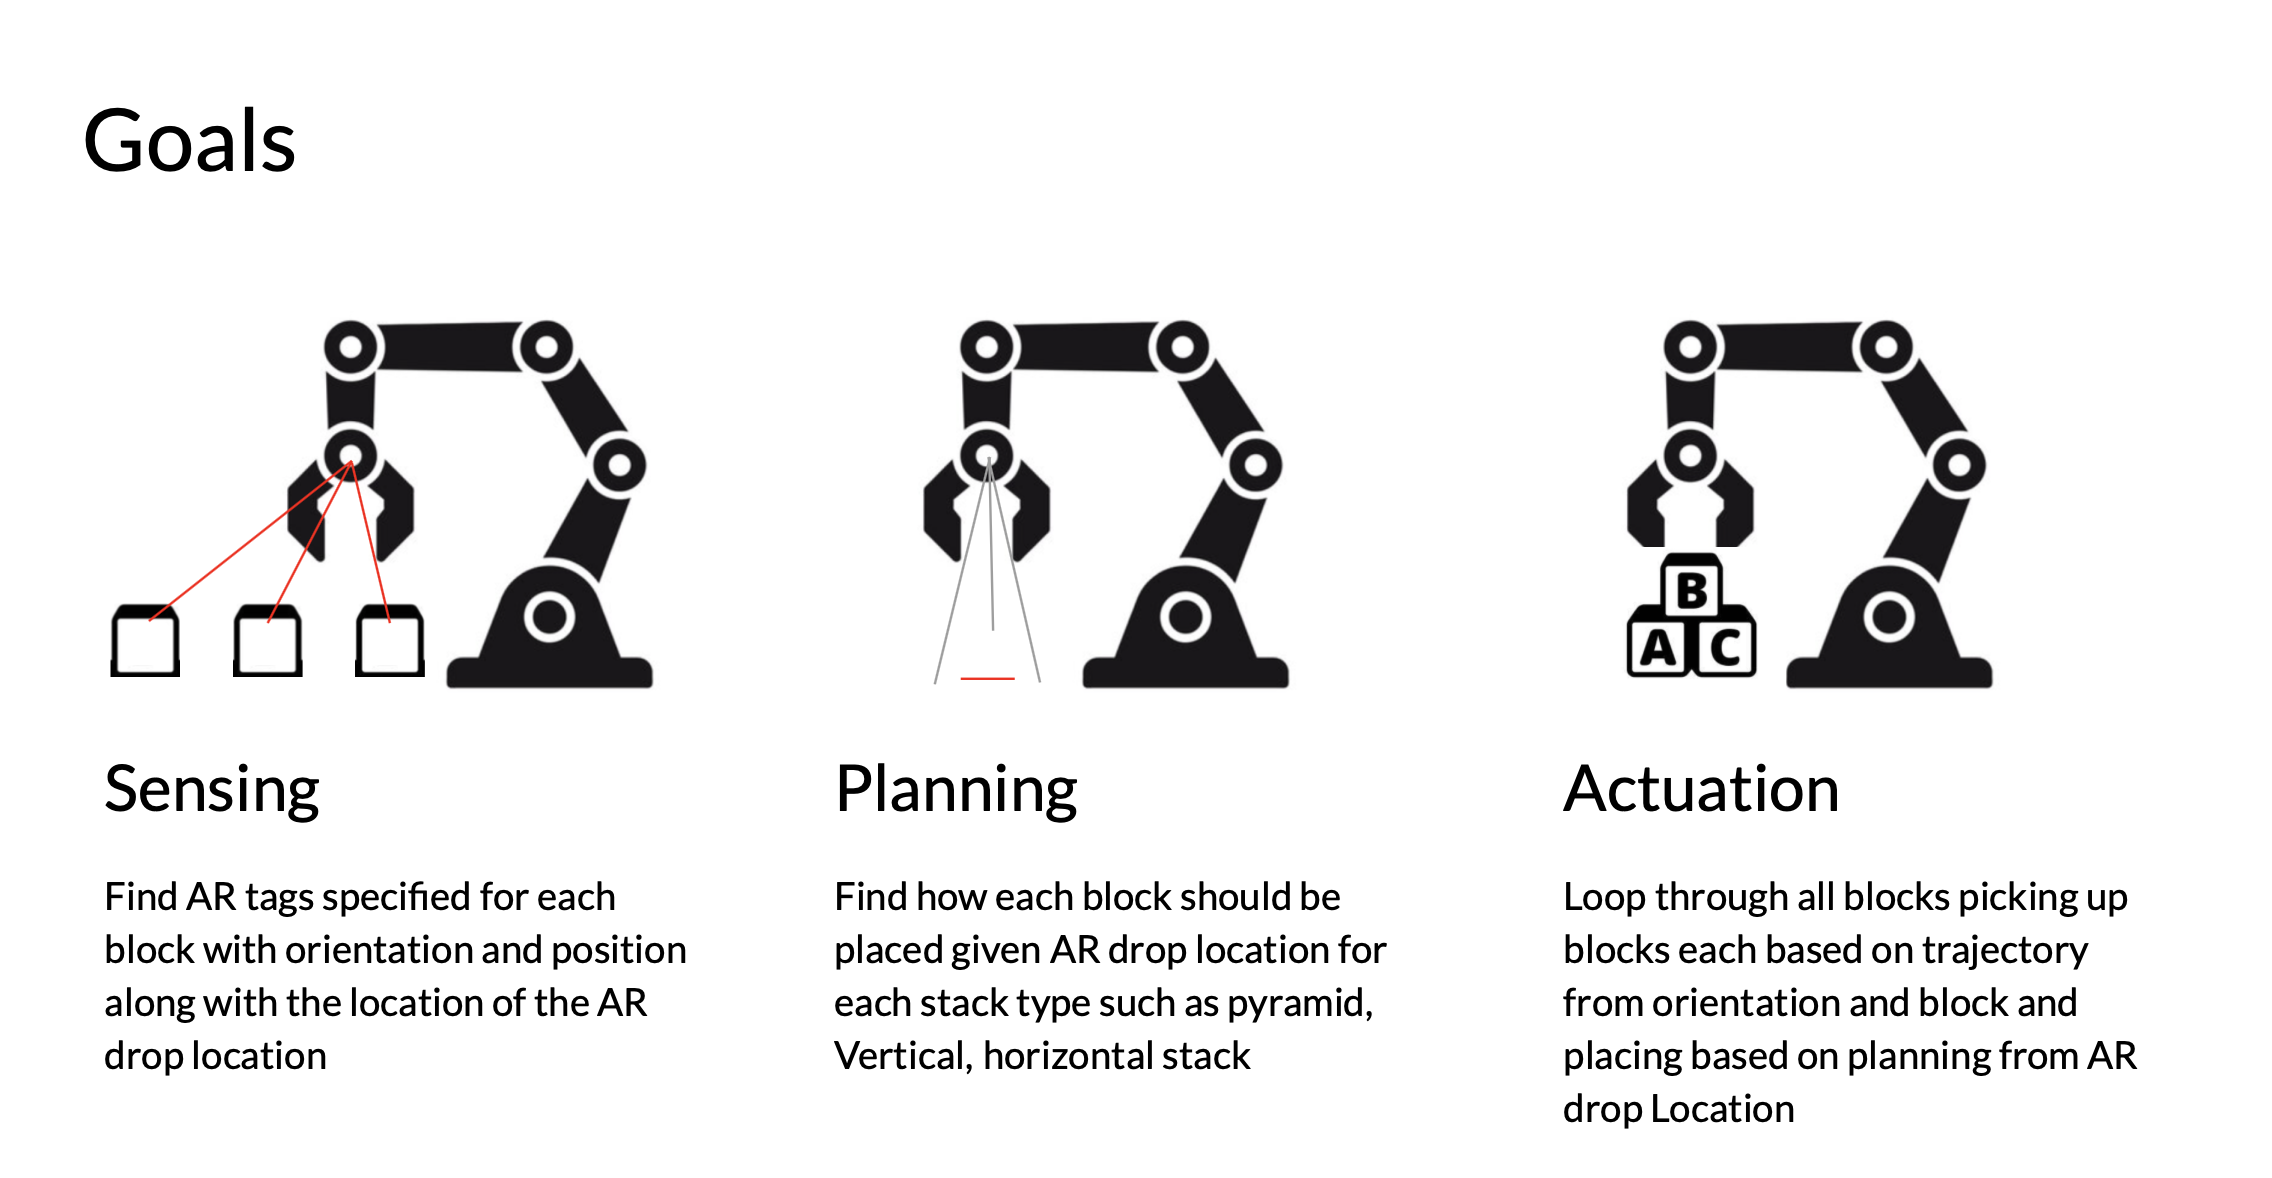 Goals
B
A C
Sensing
Find AR tags specified for each
block with orientation and position
along with the location of the AR
drop location
Planning
Find how each block should be
placed given AR drop location for
each stack type such as pyramid,
Vertical, horizontal stack
Actuation
Loop through all blocks picking up
blocks each based on trajectory
from orientation and block and
placing based on planning from AR
drop Location